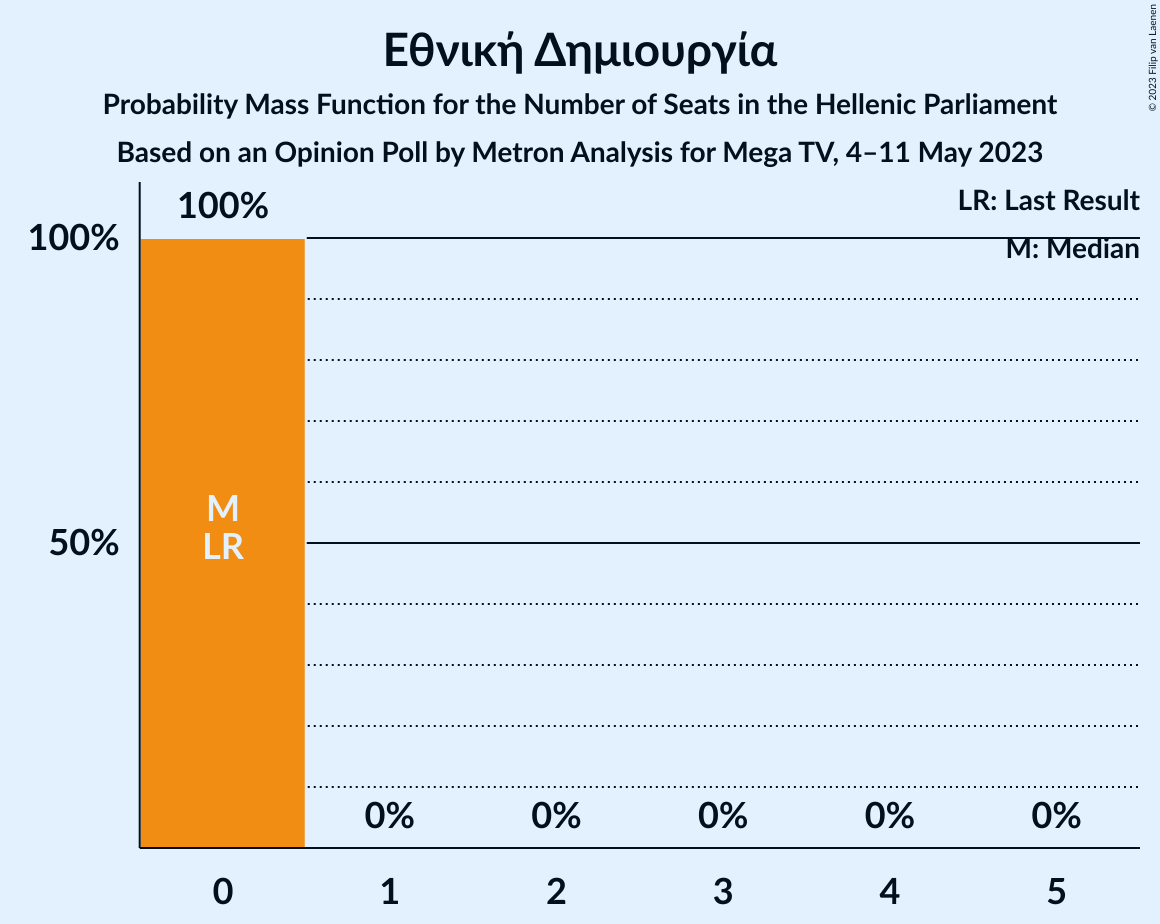 Εθνική Δημιουργία
Probability Mass Function for the Number of Seats in the Hellenic Parliament
Based on an Opinion Poll by Metron Analysis for Mega TV, 4–11 May 2023
© 2023 Filip van Laenen
LR: Last Result
M: Median
100%
100%
50%
M
LR
0% 0% 0% 0% 0%
0 1 2 3 4 5